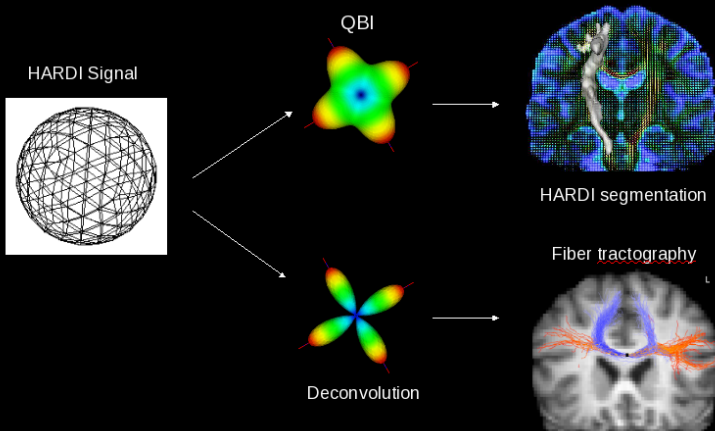 QBI
HARDI Signal
HARDI segmentation
Fiber tractography
L
Deconvolution